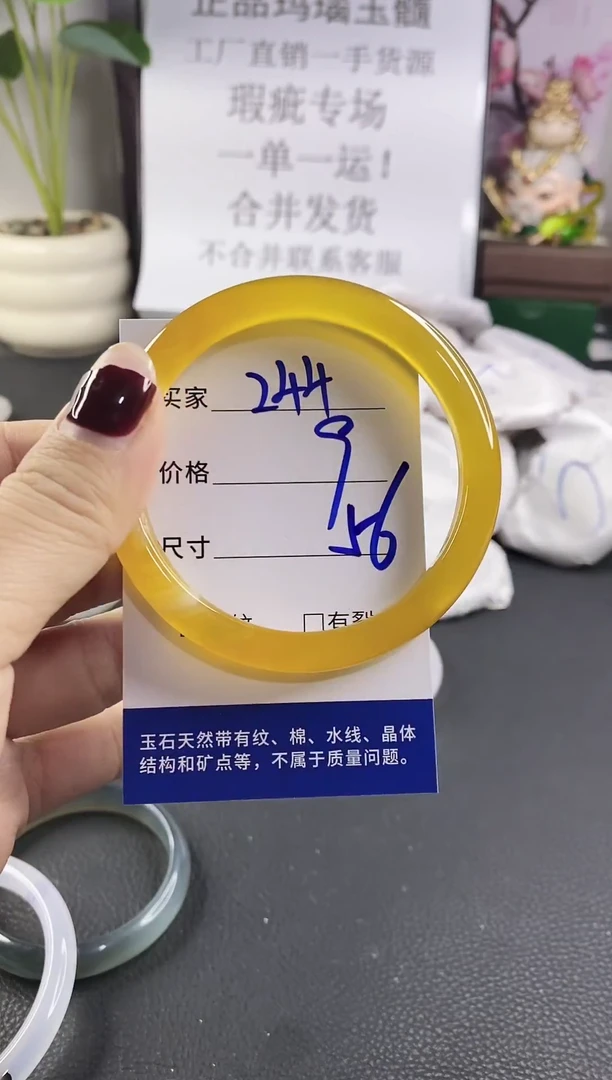 正品玛瑙玉髓
工厂直销一手货源
瑕疵专场
一单一运!
合并发货
不合并联系客服
买家 244
价格 9
尺寸 56
纹 □有裂
玉石天然带有纹、棉、水线、晶体
结构和矿点等，不属于质量问题。